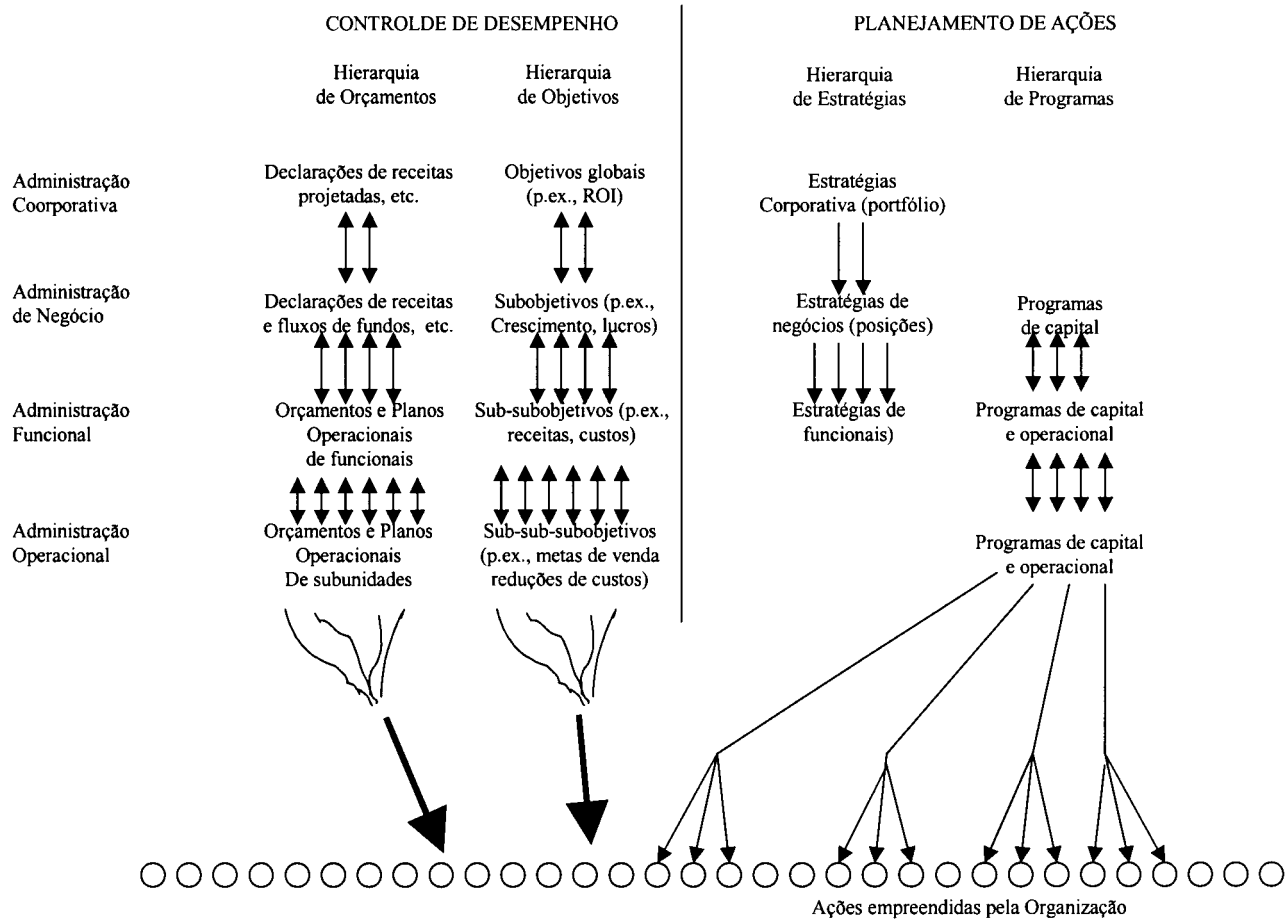 CONTROLDE DE DESEMPENHO
PLANEJAMENTO DE AÇÕES
Hierarquia
de Orçamentos
Hierarquia
de Objetivos
Hierarquia
de Estratégias
Hierarquia
de Programas
Administração
Coorporativa
Declarações de receitas
projetadas, etc.
Objetivos globais
(p.ex., ROI)
Estratégias
Corporativa (portfólio)
Administração
de Negócio
Declarações de receitas
e fluxos de fundos, etc.
Subobjetivos (p.ex.,
Crescimento, lucros)
Estratégias de
negócios (posições)
Programas
de capital
Administração
Funcional
Orçamentos e Planos
Operacionais
de funcionais
Sub-subobjetivos (p.ex.,
receitas, custos)
Estratégias de
funcionais)
Programas de capital
e operacional
Administração
Operacional
Orçamentos e Planos
Operacionais
De subunidades
Sub-sub-subobjetivos
(p.ex., metas de venda
reduções de custos)
Programas de capital
e operacional
Ações empreendidas pela Organização